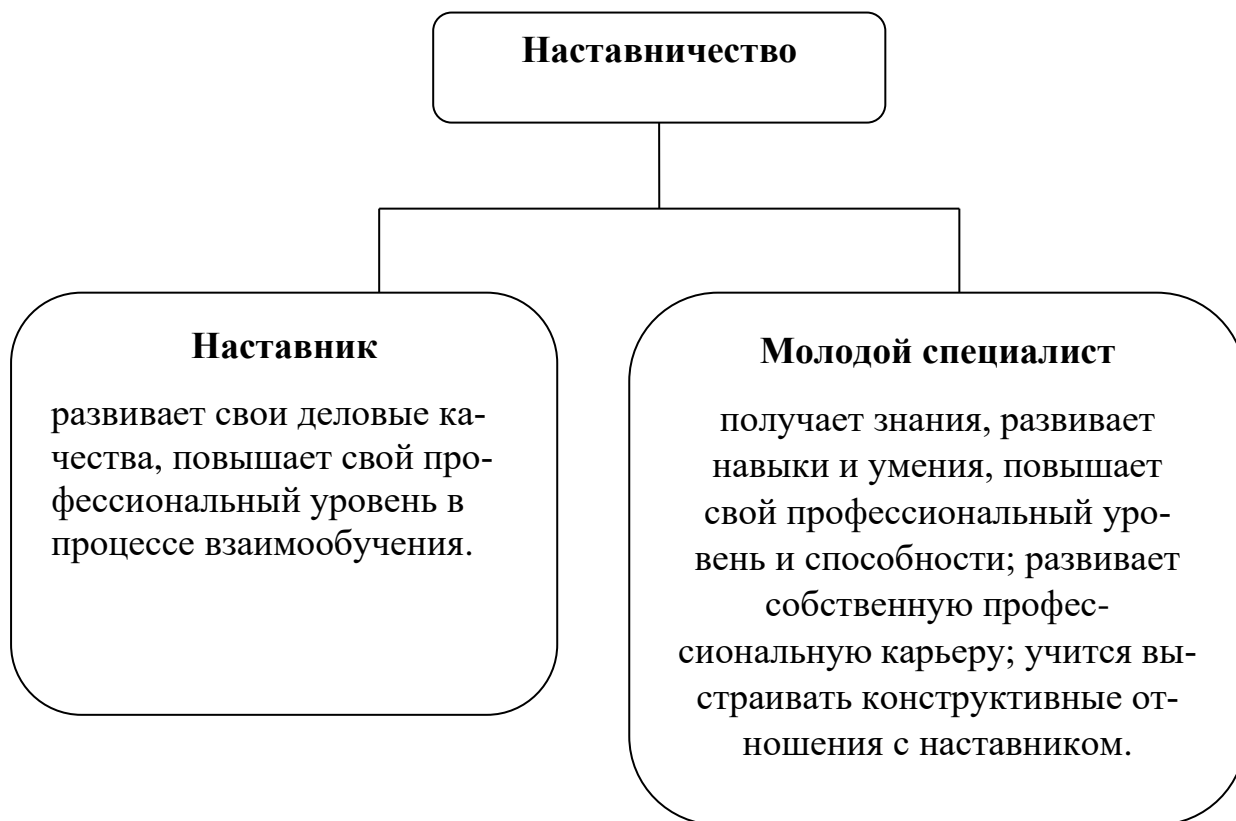 Наставничество
Наставник
развивает свои деловые ка-
чества, повышает свой про-
фессиональный уровень в
процессе взаимообучения.
Молодой специалист
получает знания, развивает
навыки и умения, повышает
свой профессиональный уро-
вень и способности; развивает
собственную профес-
сиональную карьеру; учится вы-
страивать конструктивные от-
ношения с наставником.